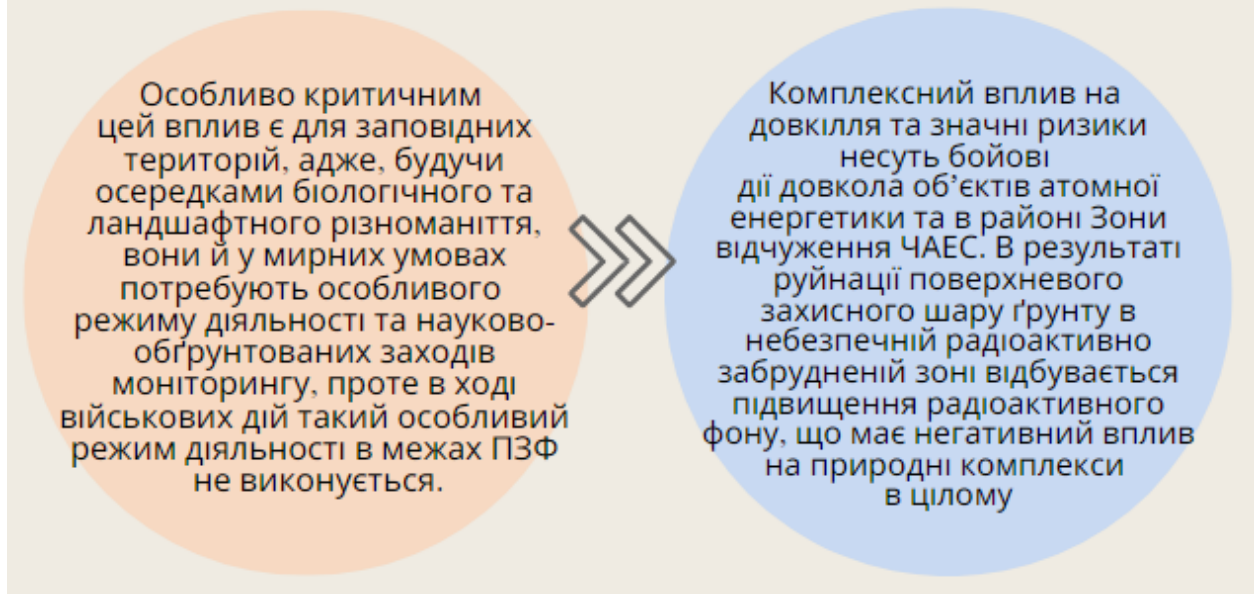 Особливо критичним
цей вплив є для заповідних
територій, адже, будучи
осередками біологічного та
ландшафтного різноманіття,
вони й у мирних умовах
потребують особливого
режиму діяльності та науково-
обґрунтованих заходів
моніторингу, проте в ході
військових дій такий особливий
режим діяльності в межах ПЗФ
не виконується.
Комплексний вплив на
довкілля та значні ризики
несуть бойові
дії довкола об’єктів атомної
енергетики та в районі Зони
відчуження ЧАЕС. В результаті
руйнації поверхневого
захисного шару ґрунту в
небезпечній радіоактивно
забрудненій зоні відбувається
підвищення радіоактивного
фону, що має негативний вплив
на природні комплекси
в цілому